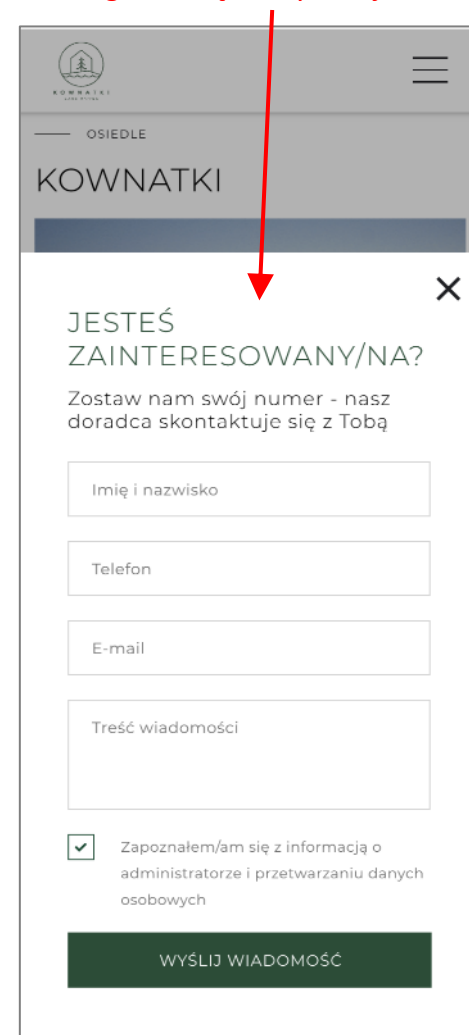 KOWNATKI
OSIEDLE
KOWNATKI
JESTEŚ
ZAINTERESOWANY/NA?
Zostaw nam swój numer - nasz
doradca skontaktuje się z Tobą
Imię i nazwisko
Telefon
E-mail
Treść wiadomości
Zapoznałem/am się z informacją o
administratorze i przetwarzaniu danych
osobowych
WYŚLIJ WIADOMOŚĆ